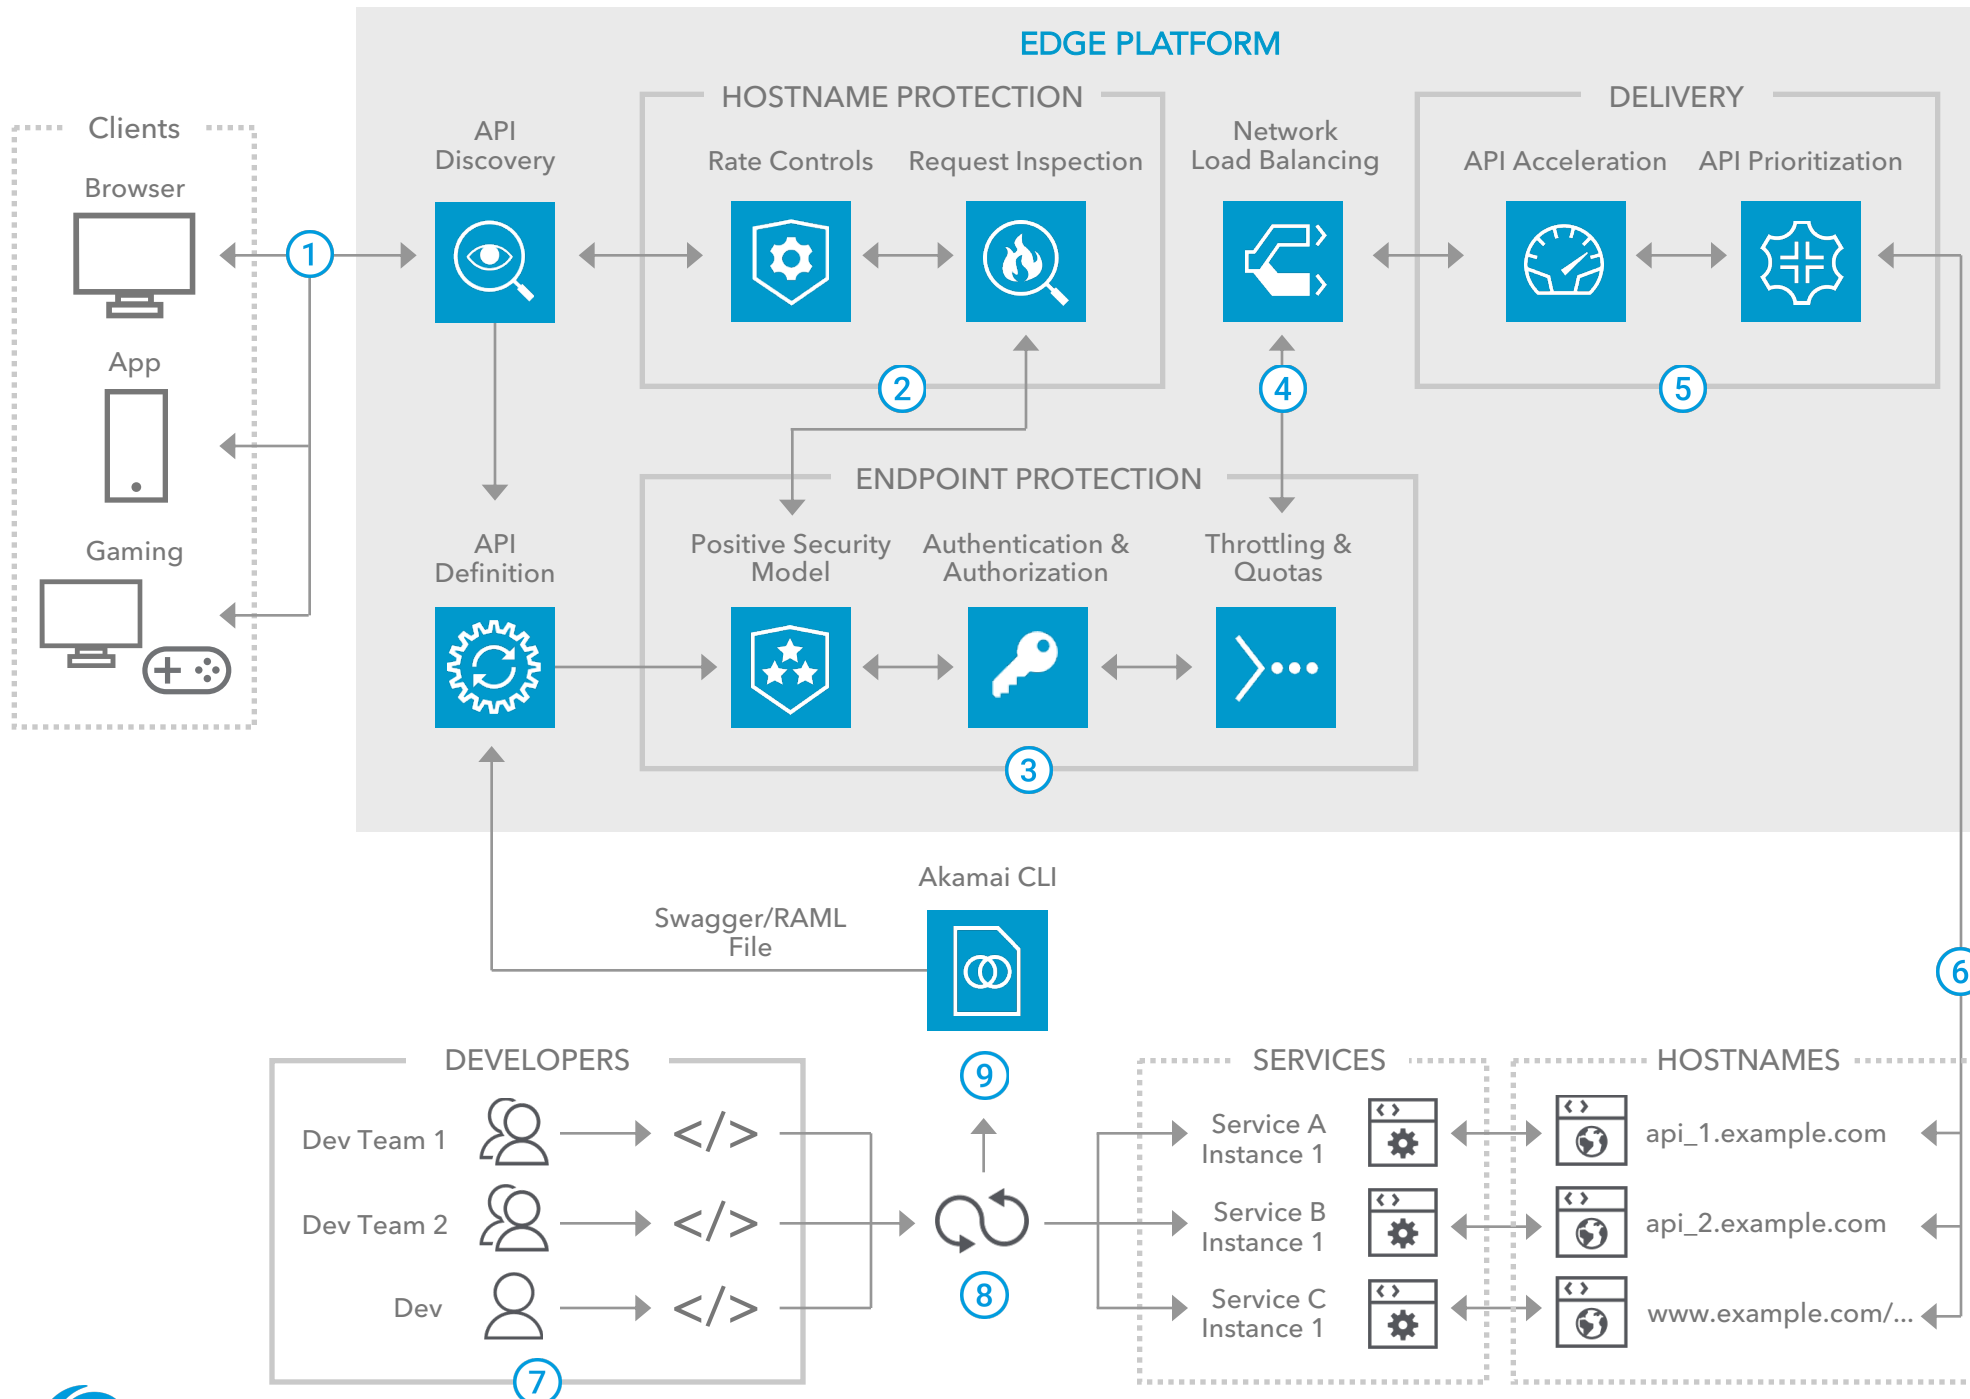 EDGE PLATFORM
Clients
Browser
App
Gaming
1
API
Discovery
HOSTNAME PROTECTION
Rate Controls
Request Inspection
2
Network
Load Balancing
4
DELIVERY
API Acceleration
API Prioritization
5
API
Definition
ENDPOINT PROTECTION
Positive Security
Model
Authentication &
Authorization
Throttling &
Quotas
3
Akamai CLI
Swagger/RAML
File
6
9
DEVELOPERS
Dev Team 1
</>
Dev Team 2
</>
Dev
</>
7
8
SERVICES
Service A
Instance 1
Service B
Instance 1
Service C
Instance 1
HOSTNAMES
api_1.example.com
api_2.example.com
www.example.com/...